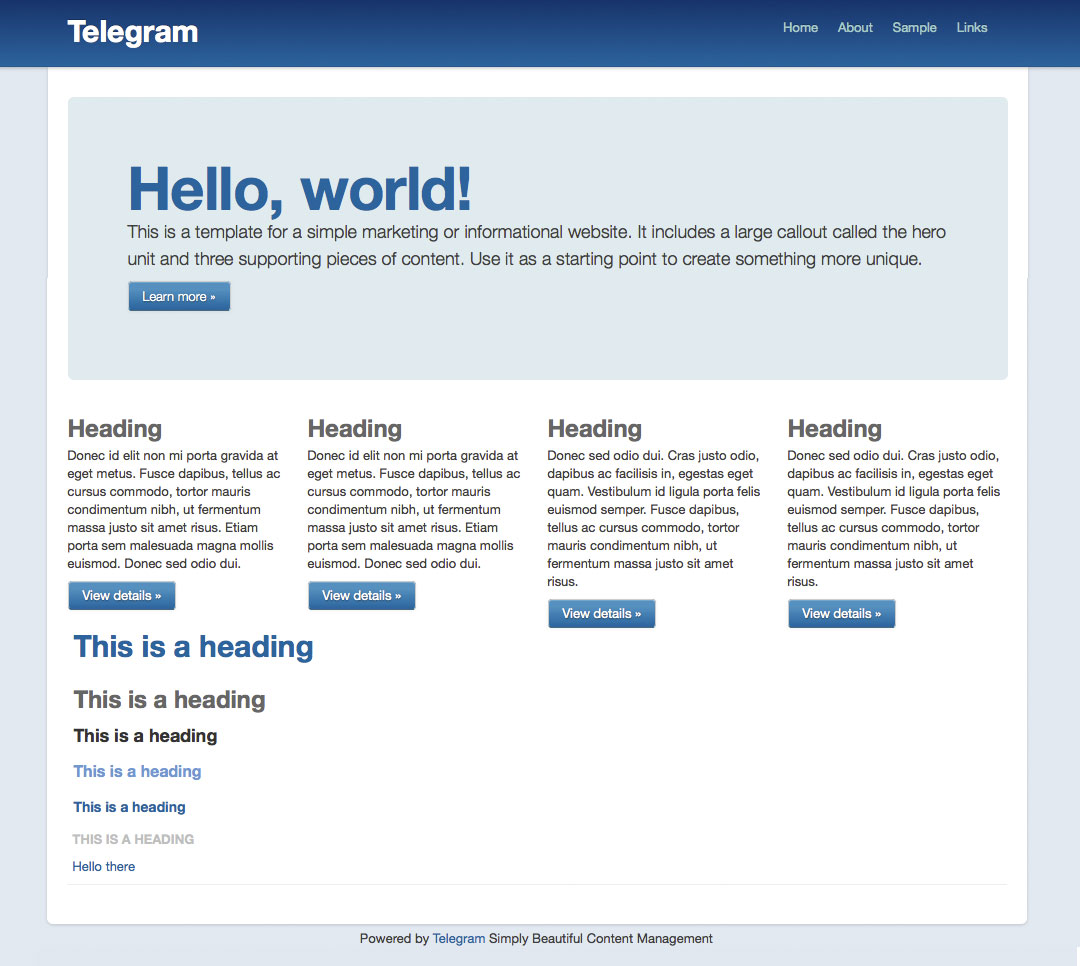 Telegram
Home About Sample Links
Hello, world!
This is a template for a simple marketing or informational website. It includes a large callout called the hero
unit and three supporting pieces of content. Use it as a starting point to create something more unique.
Learn more »
Heading
Donec id elit non mi porta gravida at
eget metus. Fusce dapibus, tellus ac
cursus commodo, tortor mauris
condimentum nibh, ut fermentum
massa justo sit amet risus. Etiam
porta sem malesuada magna mollis
euismod. Donec sed odio dui.
View details »
Heading
Donec id elit non mi porta gravida at
eget metus. Fusce dapibus, tellus ac
cursus commodo, tortor mauris
condimentum nibh, ut fermentum
massa justo sit amet risus. Etiam
porta sem malesuada magna mollis
euismod. Donec sed odio dui.
View details »
Heading
Donec sed odio dui. Cras justo odio,
dapibus ac facilisis in, egestas eget
quam. Vestibulum id ligula porta felis
euismod semper. Fusce dapibus,
tellus ac cursus commodo, tortor
mauris condimentum nibh, ut
fermentum massa justo sit amet
risus.
View details »
Heading
Donec sed odio dui. Cras justo odio,
dapibus ac facilisis in, egestas eget
quam. Vestibulum id ligula porta felis
euismod semper. Fusce dapibus,
tellus ac cursus commodo, tortor
mauris condimentum nibh, ut
fermentum massa justo sit amet
risus.
View details »
This is a heading
This is a heading
This is a heading
This is a heading
This is a heading
THIS IS A HEADING
Hello there
Powered by Telegram Simply Beautiful Content Management